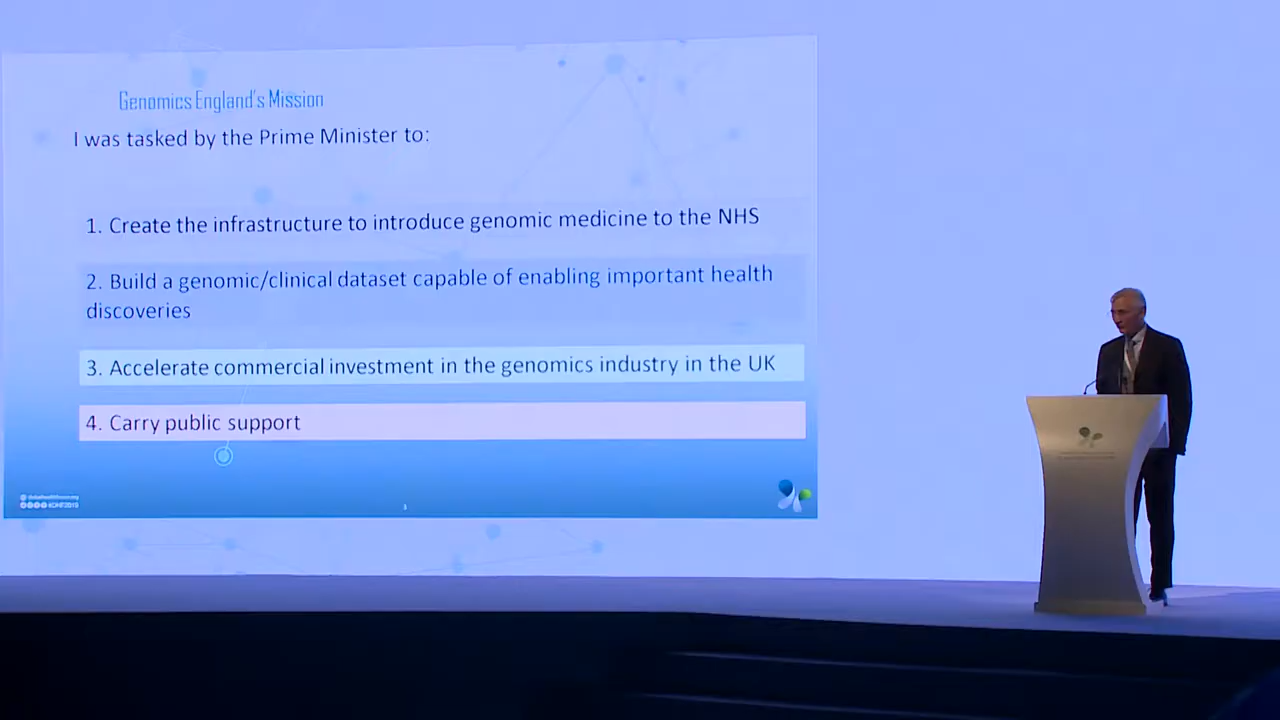 Genomics England's Mission
I was tasked by the Prime Minister to:
1. Create the infrastructure to introduce genomic medicine to the NHS
2. Build a genomic/clinical dataset capable of enabling important health
discoveries
3. Accelerate commercial investment in the genomics industry in the UK
4. Carry public support